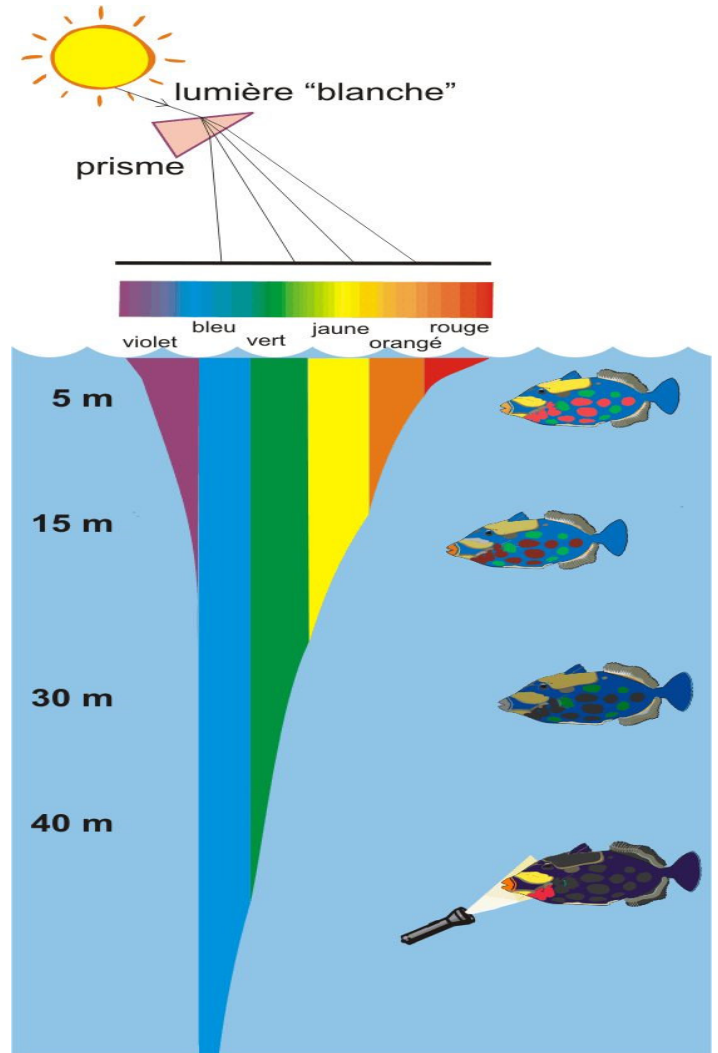 lumière “blanche”
prisme
bleu jaune rouge
violet vert orangé
5 m
15 m
30 m
40 m